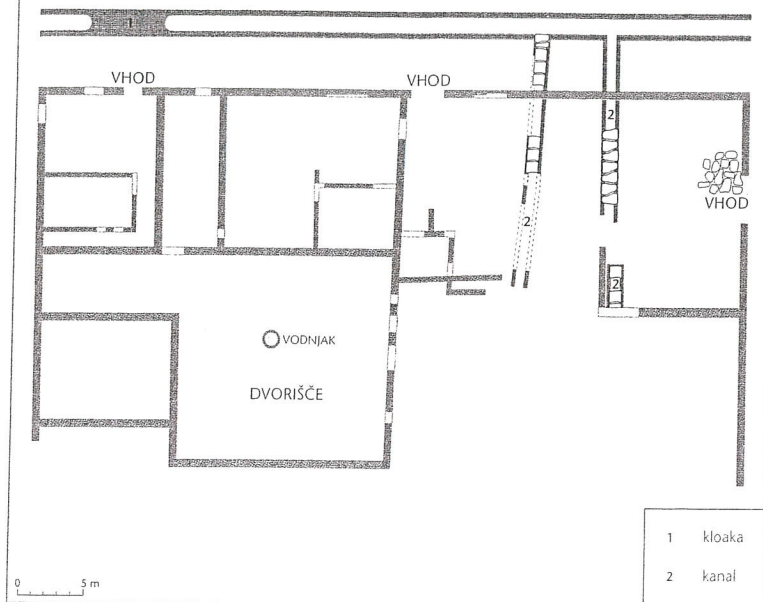 1
VHOD
VHOD
2
VHOD
2
2
VODNJAK
DVORIŠČE
1 kloaka
2 kanal
0 5 m